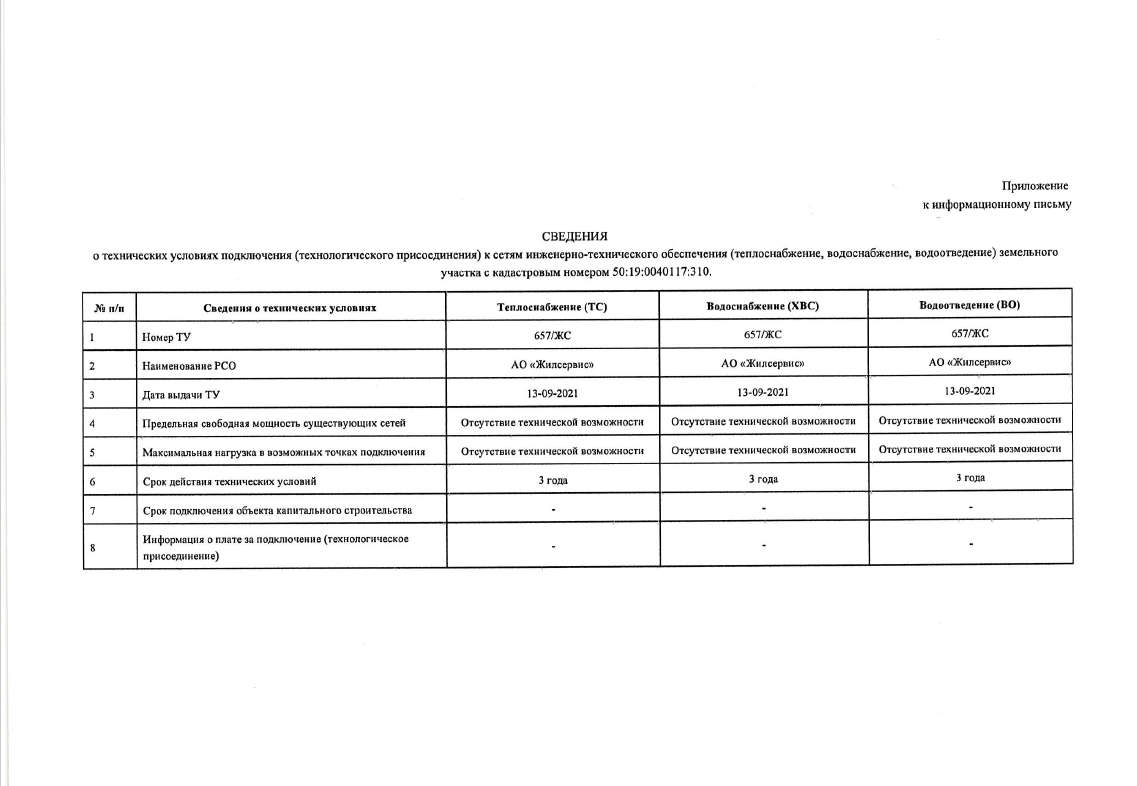 Приложение
к информационному письму
СВЕДЕНИЯ
о технических условиях подключения (технологического присоединения) к сетям инженерно-технического обеспечения (теплоснабжение, водоснабжение, водоотведение) земельного
участка с кадастровым номером 50:19:0040117:310.
№ п/п Сведения о технических условиях Теплоснабжение (ТС) Водоснабжение (ХВС) Водоотведение (ВО)
1 Номер ТУ 657/ЖС 657/ЖС 657/ЖС
2 Наименование РСО АО «Жилсервис» АО «Жилсервис» АО «Жилсервис»
3 Дата выдачи ТУ 13-09-2021 13-09-2021 13-09-2021
4 Предельная свободная мощность существующих сетей Отсутствие технической возможности Отсутствие технической возможности Отсутствие технической возможности
5 Максимальная нагрузка в возможных точках подключения Отсутствие технической возможности Отсутствие технической возможности Отсутствие технической возможности
6 Срок действия технических условий 3 года 3 года 3 года
7 Срок подключения объекта капитального строительства - - -
8 Информация о плате за подключение (технологическое
присоединение) - - -